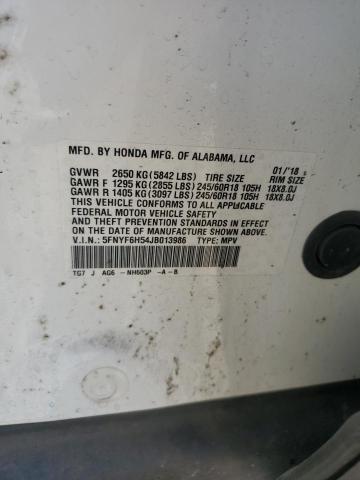 MFD. BY HONDA MFG. OF ALABAMA, LLC 01/'18
GVWR 2650 KG (5842 LBS) TIRE SIZE RIM SIZE
GAWR F 1295 KG (2855 LBS) 245/60R18 105H 18X8.0J
GAWR R 1405 KG (3097 LBS) 245/60R18 105H 18X8.0J
THIS VEHICLE CONFORMS TO ALL APPLICABLE
FEDERAL MOTOR VEHICLE SAFETY
AND THEFT PREVENTION STANDARDS IN EFFECT
ON THE DATE OF MANUFACTURE SHOWN ABOVE.
V.I.N.: 5FNYF6H54JB013986 TYPE: MPV
TG7 J AG6 -NH603P -A -B